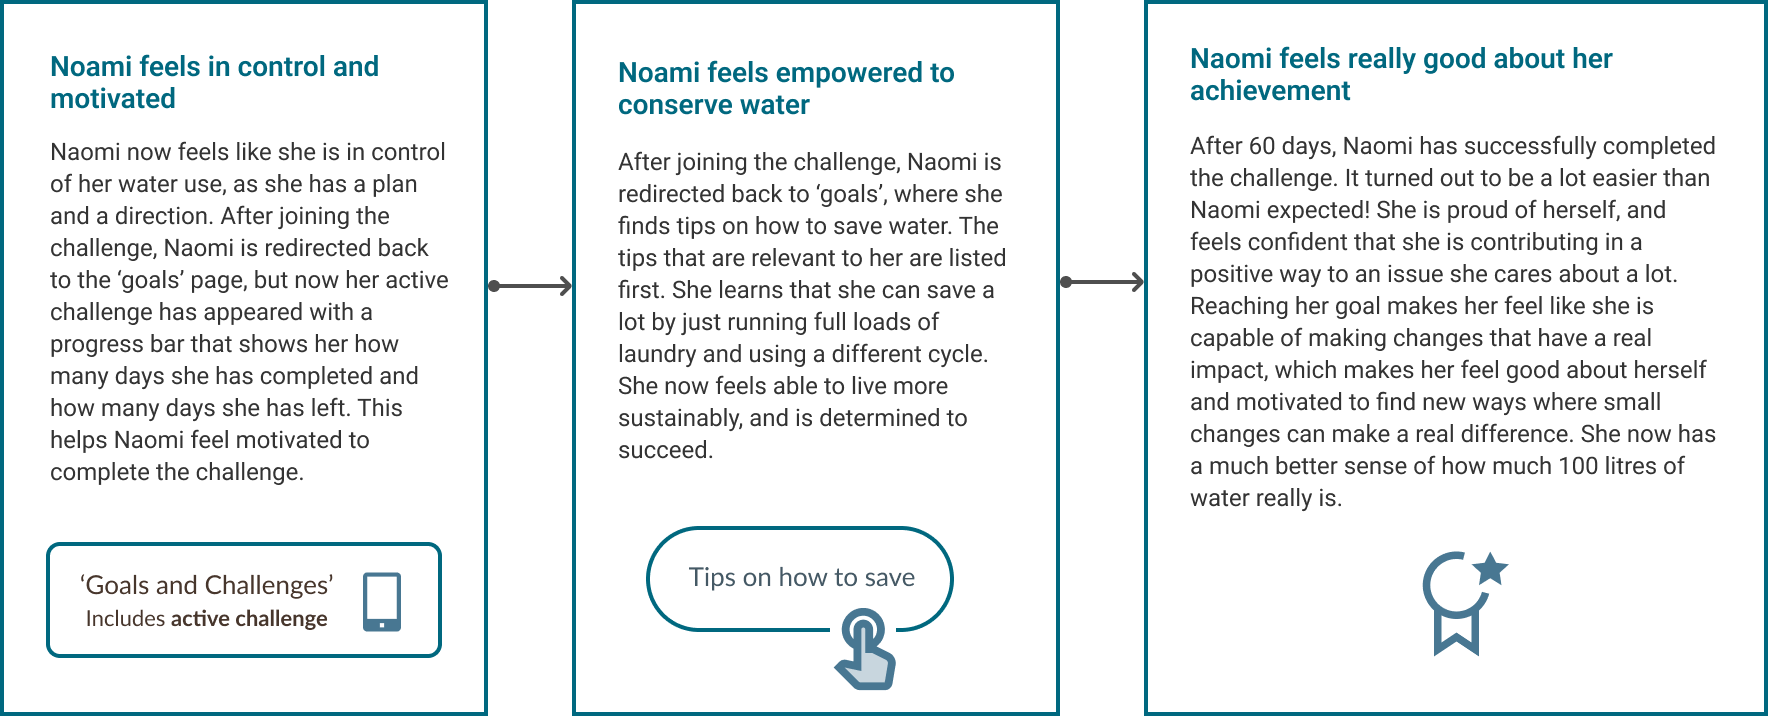 Noami feels in control and
motivated
Naomi now feels like she is in control
of her water use, as she has a plan
and a direction. After joining the
challenge, Naomi is redirected back
to the ‘goals’ page, but now her active
challenge has appeared with a
progress bar that shows her how
many days she has completed and
how many days she has left. This
helps Naomi feel motivated to
complete the challenge.
‘Goals and Challenges’
Includes active challenge
Noami feels empowered to
conserve water
After joining the challenge, Naomi is
redirected back to ‘goals’, where she
finds tips on how to save water. The
tips that are relevant to her are listed
first. She learns that she can save a
lot by just running full loads of
laundry and using a different cycle.
She now feels able to live more
sustainably, and is determined to
succeed.
Tips on how to save
Naomi feels really good about her
achievement
After 60 days, Naomi has successfully completed
the challenge. It turned out to be a lot easier than
Naomi expected! She is proud of herself, and
feels confident that she is contributing in a
positive way to an issue she cares about a lot.
Reaching her goal makes her feel like she is
capable of making changes that have a real
impact, which makes her feel good about herself
and motivated to find new ways where small
changes can make a real difference. She now has
a much better sense of how much 100 litres of
water really is.